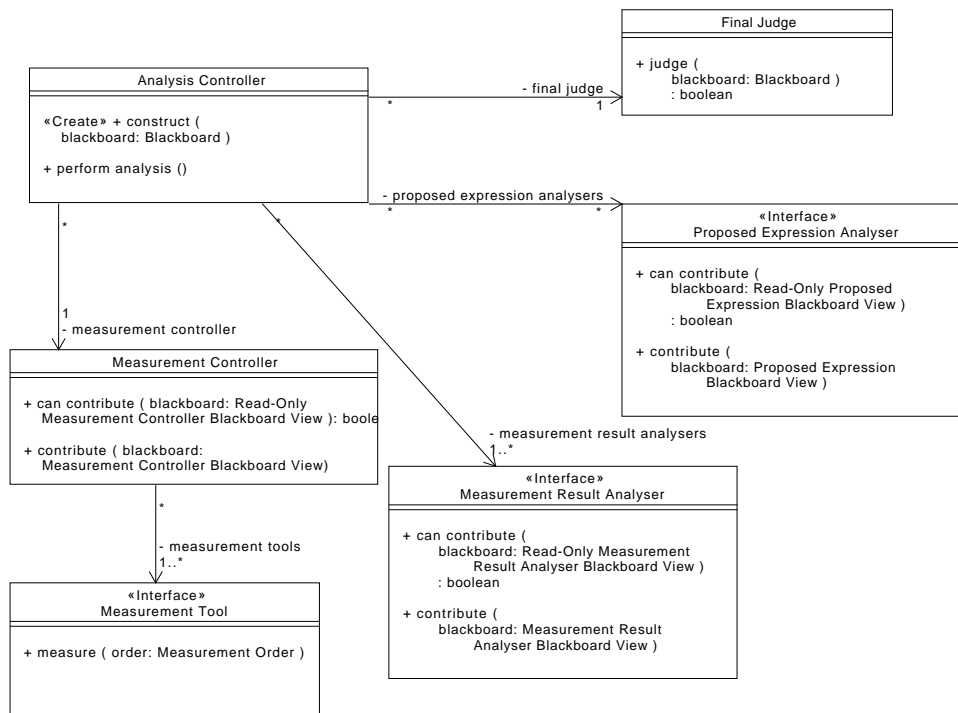 Final Judge
+ judge (
blackboard: Blackboard )
: boolean
Analysis Controller
«Create» + construct (
blackboard: Blackboard )
+ perform analysis ()
- final judge
*
1
- proposed expression analysers
*
*
«Interface»
Proposed Expression Analyser
+ can contribute (
blackboard: Read-Only Proposed
Expression Blackboard View )
: boolean
+ contribute (
blackboard: Proposed Expression
Blackboard View )
*
*
1
- measurement controller
Measurement Controller
+ can contribute ( blackboard: Read-Only
Measurement Controller Blackboard View ): boole
+ contribute ( blackboard:
Measurement Controller Blackboard View)
- measurement result analysers
1..*
«Interface»
Measurement Result Analyser
+ can contribute (
blackboard: Read-Only Measurement
Result Analyser Blackboard View )
: boolean
+ contribute (
blackboard: Measurement Result
Analyser Blackboard View )
*
- measurement tools
1..*
«Interface»
Measurement Tool
+ measure ( order: Measurement Order )